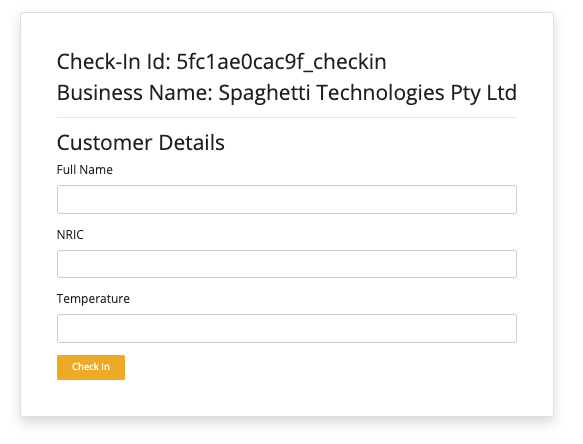 Check-In Id: 5fc1ae0cac9f_checkin
Business Name: Spaghetti Technologies Pty Ltd
Customer Details
Full Name
NRIC
Temperature
Check In